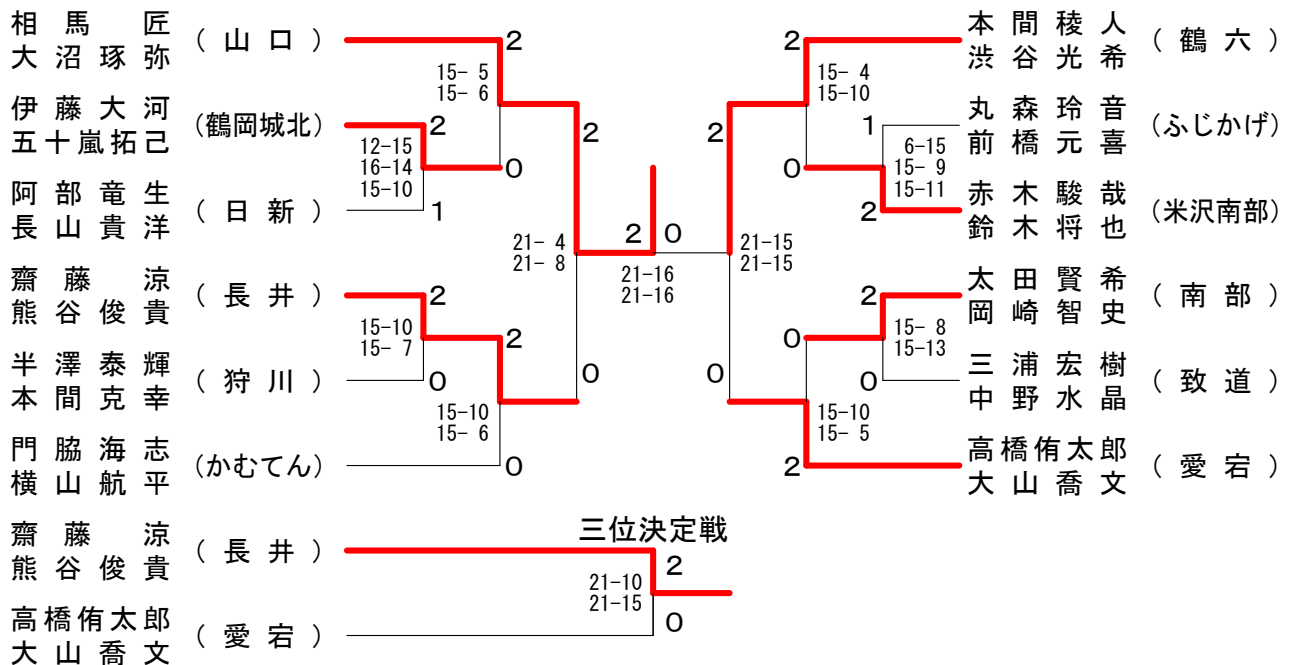 相馬匠
大沼琢弥
(山口)
2
15- 5
15- 6
伊藤大河
五十嵐拓己
(鶴岡城北)
2
12-15
16-14
15-10
0
阿部竜生
長山貴洋
(日新)
1
2
21- 4
21- 8
齋藤涼
熊谷俊貴
(長井)
2
15-10
15- 7
2
半澤泰輝
本間克幸
(狩川)
0
15-10
15- 6
0
門脇海志
横山航平
(かむてん)
0
2 0
21-16
21-16
本間稜人
渋谷光希
(鶴六)
2
15- 4
15-10
丸森玲音
前橋元喜
(ふじかげ)
1
6-15
15- 9
15-11
0
赤木駿哉
鈴木将也
(米沢南部)
2
2
21-15
21-15
太田賢希
岡崎智史
(南部)
2
15- 8
15-13
0
三浦宏樹
中野水晶
(致道)
0
0
15-10
15- 5
高橋侑太郎
大山喬文
(愛宕)
2
三位決定戦
齋藤涼
熊谷俊貴
(長井)
2
21-10
21-15
高橋侑太郎
大山喬文
(愛宕)
0